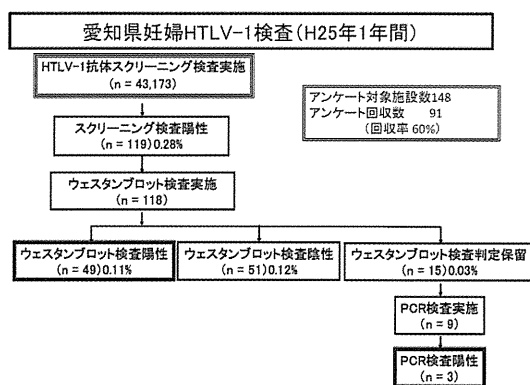 愛知県妊婦HTLV-1検査(H25年1年間)
HTLV-1抗体スクリーニング検査実施
(n = 43,173)
アンケート対象施設数148
アンケート回収数 91
(回収率 60%)
スクリーニング検査陽性
(n = 119)0.28%
ウェスタンブロット検査実施
(n = 118)
ウェスタンブロット検査陽性
(n = 49)0.11%
ウェスタンブロット検査陰性
(n = 51)0.12%
ウェスタンブロット検査判定保留
(n = 15)0.03%
PCR検査実施
(n = 9)
PCR検査陽性
(n = 3)